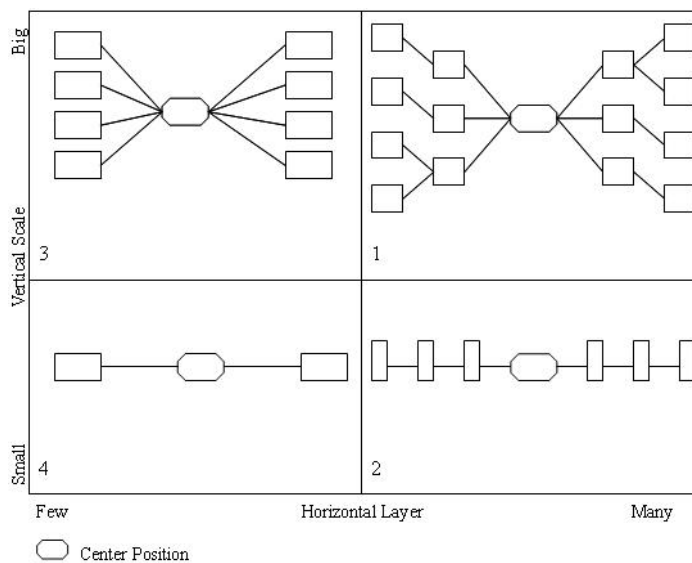 Big
Vertical Scale
Small
3
1
4
2
Few
Horizontal Layer
Many
Center Position